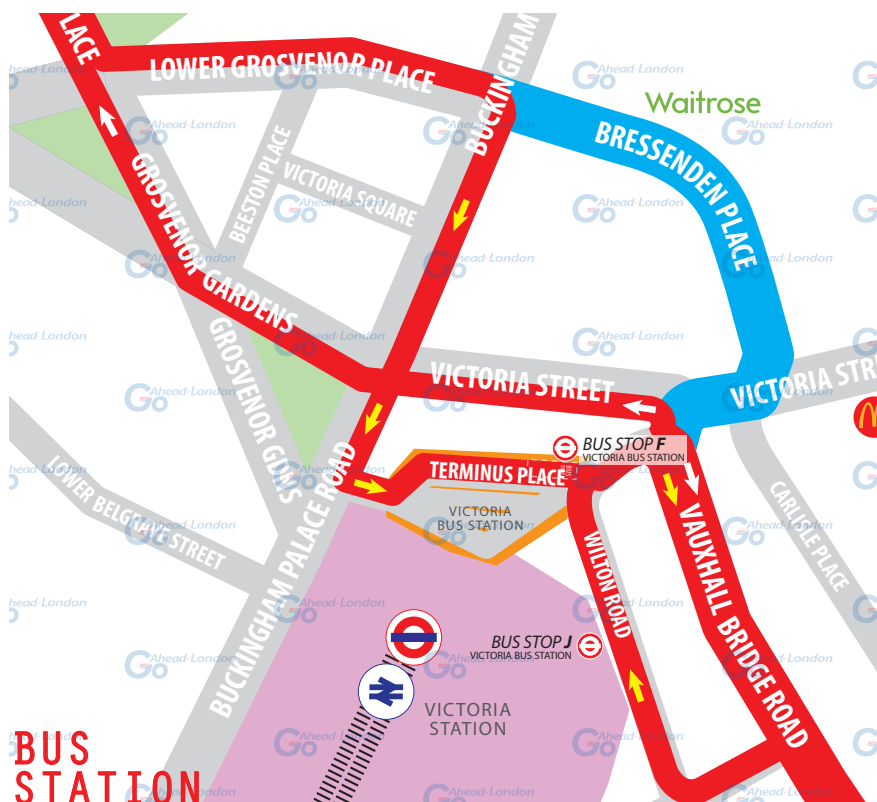 LACE
LOWER GROSVENOR PLACE
BUCKINGHAM
Waitrose
BRESSENDEN PLACE
BEESTON PLACE
VICTORIA SQUARE
GROSVENOR GARDENS
GROSVENOR GDNS
VICTORIA STREET
VICTORIA STR
BUS STOP F
VICTORIA BUS STATION
TERMINUS PLACE
BUS
VICTORIA
BUS STATION
LOWER BELGRAVE STREET
BUCKINGHAM PALACE ROAD
WILTON ROAD
VAUXHALL BRIDGE ROAD
CARLISLE PLACE
BUS STOP J
VICTORIA BUS STATION
VICTORIA
STATION
BUS
STATION
Go Ahead-London